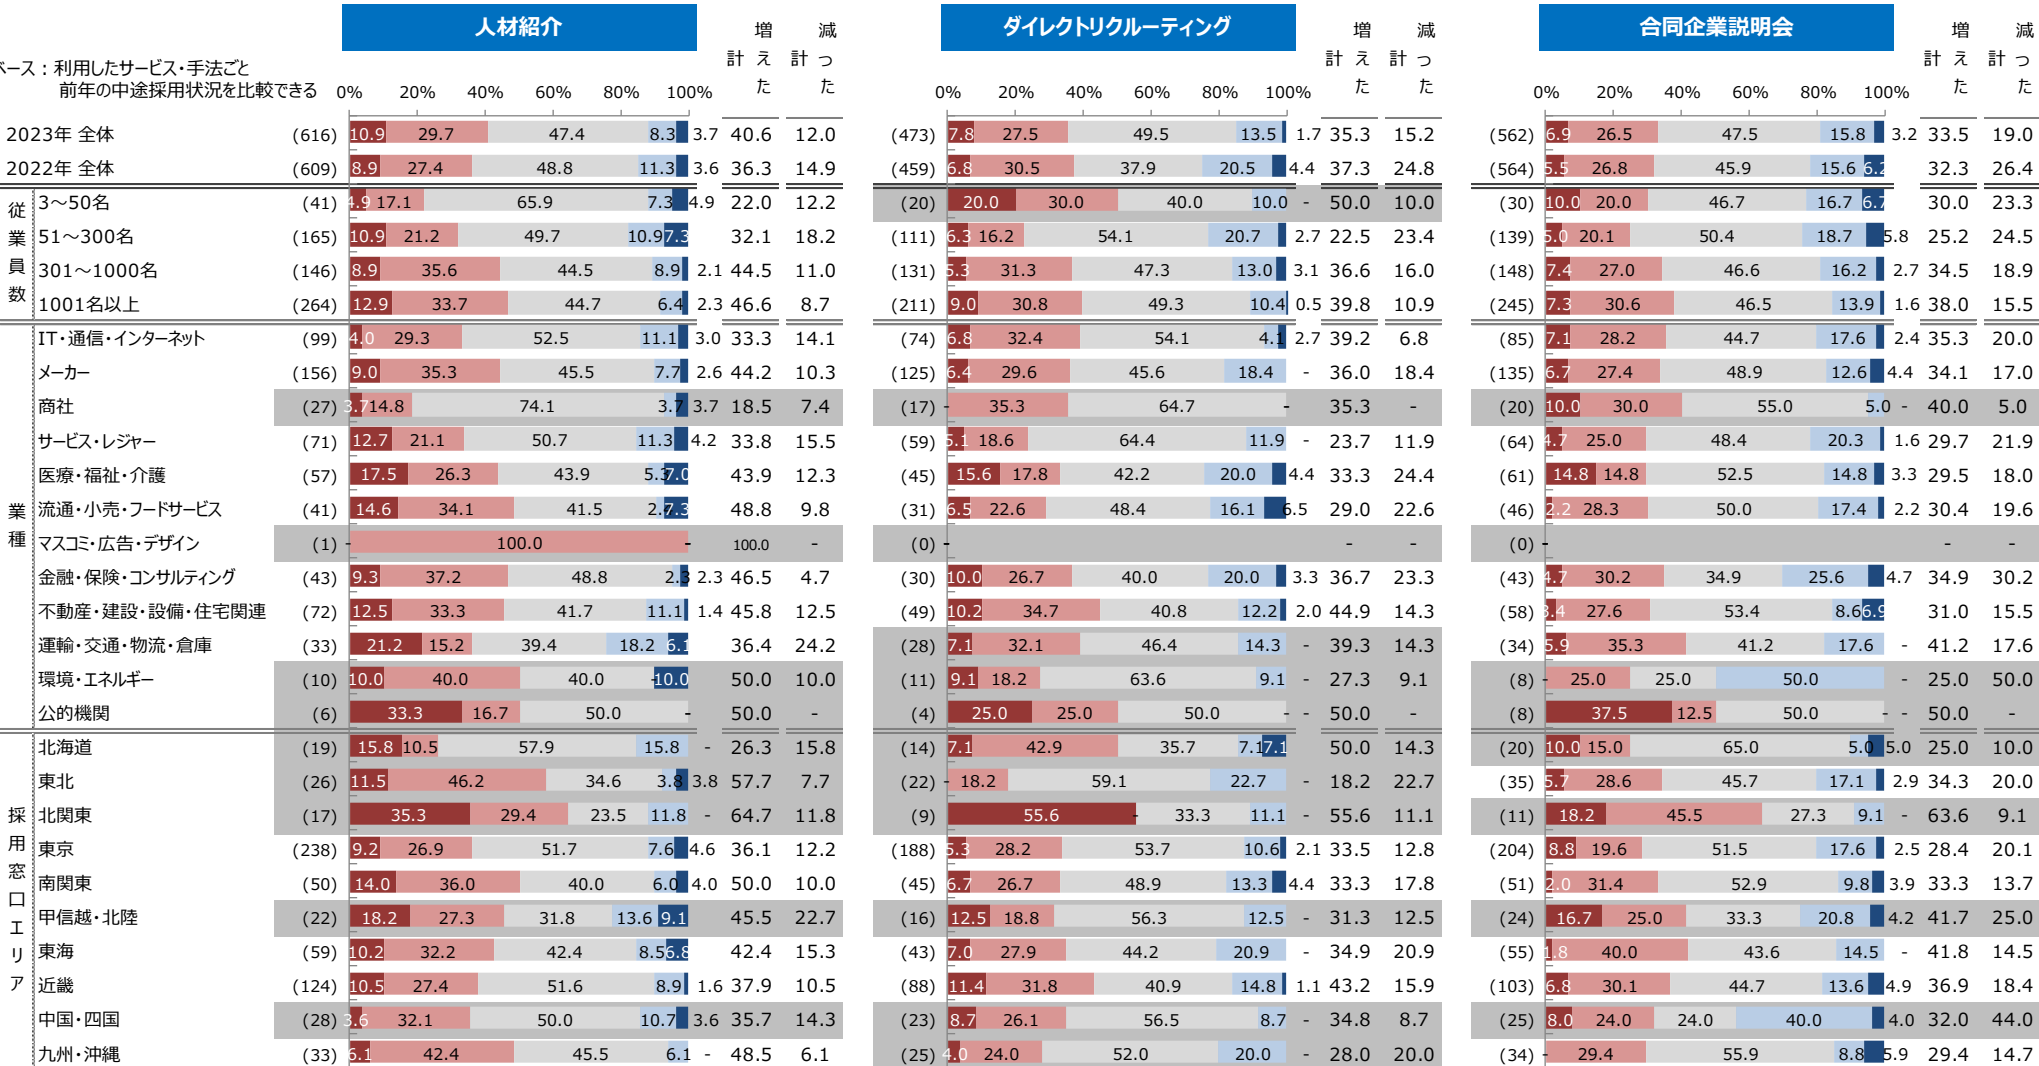 人材紹介 ダイレクトリクルーティング 合同企業説明会
増えた計 減った計 増えた計 減った計 増えた計 減った計
ベース：利用したサービス・手法ごと
前年の中途採用状況を比較できる
0% 20% 40% 60% 80% 100% 0% 20% 40% 60% 80% 100% 0% 20% 40% 60% 80% 100%
2023年 全体 (616) 10.9 29.7 47.4 8.3 3.7 40.6 12.0 (473) 7.8 27.5 49.5 13.5 1.7 35.3 15.2 (562) 6.9 26.5 47.5 15.8 3.2 33.5 19.0
2022年 全体 (609) 8.9 27.4 48.8 11.3 3.6 36.3 14.9 (459) 6.8 30.5 37.9 20.5 4.4 37.3 24.8 (564) 5.5 26.8 45.9 15.6 6.2 32.3 26.4
従業員数
3～50名 (41) 4.9 17.1 65.9 7.3 4.9 22.0 12.2 (20) 20.0 30.0 40.0 10.0 - 50.0 10.0 (30) 10.0 20.0 46.7 16.7 6.7 30.0 23.3
51～300名 (165) 10.9 21.2 49.7 10.9 7.3 32.1 18.2 (111) 6.3 16.2 54.1 20.7 2.7 22.5 23.4 (139) 5.0 20.1 50.4 18.7 5.8 25.2 24.5
301～1000名 (146) 8.9 35.6 44.5 8.9 2.1 44.5 11.0 (131) 5.3 31.3 47.3 13.0 3.1 36.6 16.0 (148) 7.4 27.0 46.6 16.2 2.7 34.5 18.9
1001名以上 (264) 12.9 33.7 44.7 6.4 2.3 46.6 8.7 (211) 9.0 30.8 49.3 10.4 0.5 39.8 10.9 (245) 7.3 30.6 46.5 13.9 1.6 38.0 15.5
業種
IT・通信・インターネット (99) 4.0 29.3 52.5 11.1 3.0 33.3 14.1 (74) 6.8 32.4 54.1 4.1 2.7 39.2 6.8 (85) 7.1 28.2 44.7 17.6 2.4 35.3 20.0
メーカー (156) 9.0 35.3 45.5 7.7 2.6 44.2 10.3 (125) 6.4 29.6 45.6 18.4 - 36.0 18.4 (135) 6.7 27.4 48.9 12.6 4.4 34.1 17.0
商社 (27) 3.7 14.8 74.1 3.7 3.7 18.5 7.4 (17) - 35.3 64.7 - 35.3 - (20) 10.0 30.0 55.0 5.0 - 40.0 5.0
サービス・レジャー (71) 12.7 21.1 50.7 11.3 4.2 33.8 15.5 (59) 5.1 18.6 64.4 11.9 - 23.7 11.9 (64) 4.7 25.0 48.4 20.3 1.6 29.7 21.9
医療・福祉・介護 (57) 17.5 26.3 43.9 5.3 7.0 43.9 12.3 (45) 15.6 17.8 42.2 20.0 4.4 33.3 24.4 (61) 14.8 14.8 52.5 14.8 3.3 29.5 18.0
流通・小売・フードサービス (41) 14.6 34.1 41.5 2.4 7.3 48.8 9.8 (31) 6.5 22.6 48.4 16.1 6.5 29.0 22.6 (46) 2.2 28.3 50.0 17.4 2.2 30.4 19.6
マスコミ・広告・デザイン (1) - 100.0 - 100.0 - (0) - - - (0) - - -
金融・保険・コンサルティング (43) 9.3 37.2 48.8 2.3 2.3 46.5 4.7 (30) 10.0 26.7 40.0 20.0 3.3 36.7 23.3 (43) 4.7 30.2 34.9 25.6 4.7 34.9 30.2
不動産・建設・設備・住宅関連 (72) 12.5 33.3 41.7 11.1 1.4 45.8 12.5 (49) 10.2 34.7 40.8 12.2 2.0 44.9 14.3 (58) 3.4 27.6 53.4 8.6 6.9 31.0 15.5
運輸・交通・物流・倉庫 (33) 21.2 15.2 39.4 18.2 6.1 36.4 24.2 (28) 7.1 32.1 46.4 14.3 - 39.3 14.3 (34) 5.9 35.3 41.2 17.6 - 41.2 17.6
環境・エネルギー (10) 10.0 40.0 40.0 - 10.0 50.0 10.0 (11) 9.1 18.2 63.6 9.1 - 27.3 9.1 (8) - 25.0 25.0 50.0 - 25.0 50.0
公的機関 (6) 33.3 16.7 50.0 - 50.0 - (4) 25.0 25.0 50.0 - - 50.0 - (8) 37.5 12.5 50.0 - - 50.0 -
採用窓口エリア
北海道 (19) 15.8 10.5 57.9 15.8 - 26.3 15.8 (14) 7.1 42.9 35.7 7.1 7.1 50.0 14.3 (20) 10.0 15.0 65.0 5.0 5.0 25.0 10.0
東北 (26) 11.5 46.2 34.6 3.8 3.8 57.7 7.7 (22) - 18.2 59.1 22.7 - 18.2 22.7 (35) 5.7 28.6 45.7 17.1 2.9 34.3 20.0
北関東 (17) 35.3 29.4 23.5 11.8 - 64.7 11.8 (9) 55.6 - 33.3 11.1 - 55.6 11.1 (11) 18.2 45.5 27.3 9.1 - 63.6 9.1
東京 (238) 9.2 26.9 51.7 7.6 4.6 36.1 12.2 (188) 5.3 28.2 53.7 10.6 2.1 33.5 12.8 (204) 8.8 19.6 51.5 17.6 2.5 28.4 20.1
南関東 (50) 14.0 36.0 40.0 6.0 4.0 50.0 10.0 (45) 6.7 26.7 48.9 13.3 4.4 33.3 17.8 (51) 2.0 31.4 52.9 9.8 3.9 33.3 13.7
甲信越・北陸 (22) 18.2 27.3 31.8 13.6 9.1 45.5 22.7 (16) 12.5 18.8 56.3 12.5 - 31.3 12.5 (24) 16.7 25.0 33.3 20.8 4.2 41.7 25.0
東海 (59) 10.2 32.2 42.4 8.5 6.8 42.4 15.3 (43) 7.0 27.9 44.2 20.9 - 34.9 20.9 (55) 1.8 40.0 43.6 14.5 - 41.8 14.5
近畿 (124) 10.5 27.4 51.6 8.9 1.6 37.9 10.5 (88) 11.4 31.8 40.9 14.8 1.1 43.2 15.9 (103) 6.8 30.1 44.7 13.6 4.9 36.9 18.4
中国・四国 (28) 3.6 32.1 50.0 10.7 3.6 35.7 14.3 (23) 8.7 26.1 56.5 8.7 - 34.8 8.7 (25) 8.0 24.0 24.0 40.0 4.0 32.0 44.0
九州・沖縄 (33) 6.1 42.4 45.5 6.1 - 48.5 6.1 (25) 4.0 24.0 52.0 20.0 - 28.0 20.0 (34) - 29.4 55.9 8.8 5.9 29.4 14.7